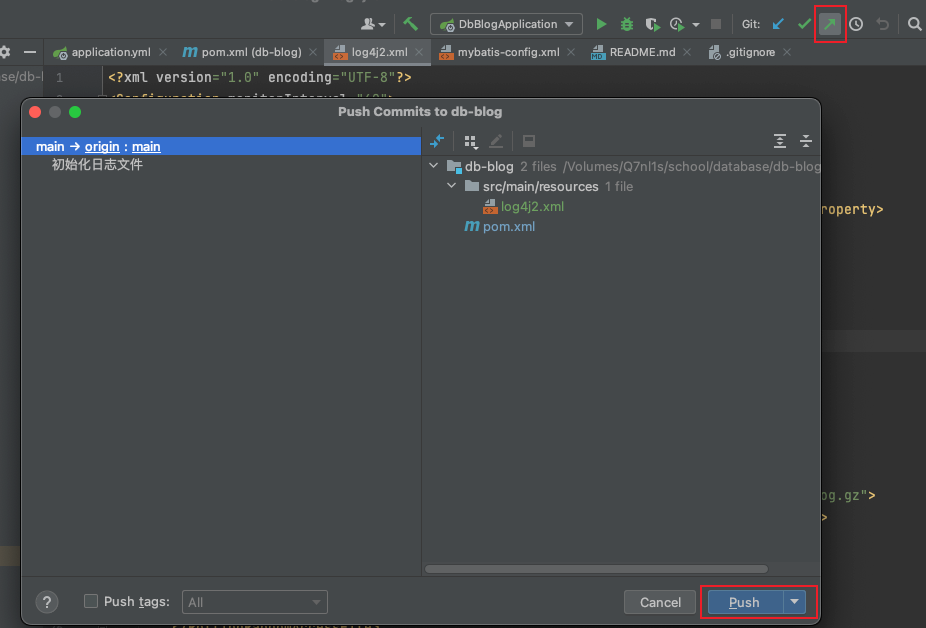 DbBlogApplication
Git:
application.yml
pom.xml (db-blog)
log4j2.xml
mybatis-config.xml
README.md
.gitignore
1
<?xml version="1.0" encoding="UTF-8"?>
Push Commits to db-blog
main → origin : main
初始化日志文件
db-blog 2 files /Volumes/Q7nl1s/school/database/db-blog
src/main/resources 1 file
log4j2.xml
roperty>
pom.xml
og.gz">
>
? Push tags: All
Cancel
Push